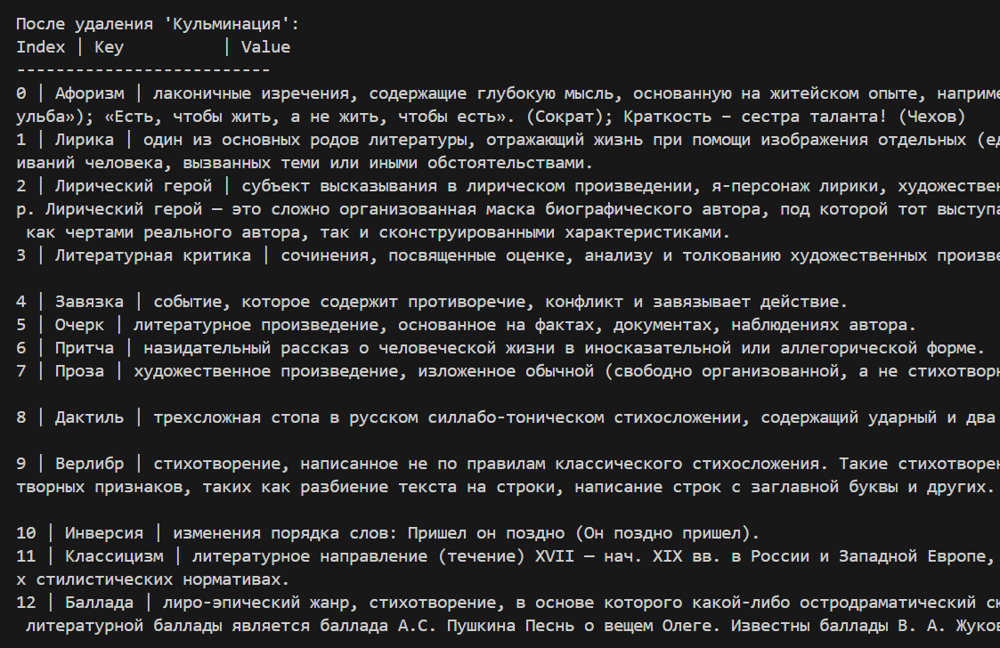 После удаления 'Кульминация':
Index | Key | Value
--------------------------
0 | Афоризм | лаконичные изречения, содержащие глубокую мысль, основанную на житейском опыте,
ульба»); «Есть, чтобы жить, а не жить, чтобы есть». (Сократ); Краткость – сестра таланта! (Чехов)
1 | Лирика | один из основных родов литературы, отражающий жизнь при помощи изображения отдельных
иваний человека, вызванных теми или иными обстоятельствами.
2 | Лирический герой | субъект высказывания в лирическом произведении, я-персонаж лирики,
р. Лирический герой — это сложно организованная маска биографического автора, под которой тот
как чертами реального автора, так и сконструированными характеристиками.
3 | Литературная критика | сочинения, посвященные оценке, анализу и толкованию художественных
4 | Завязка | событие, которое содержит противоречие, конфликт и завязывает действие.
5 | Очерк | литературное произведение, основанное на фактах, документах, наблюдениях автора.
6 | Притча | назидательный рассказ о человеческой жизни в иносказательной или аллегорической форме.
7 | Проза | художественное произведение, изложенное обычной (свободно организованной, а не
8 | Дактиль | трехсложная стопа в русском силлабо-тоническом стихосложении, содержащий ударный и два
9 | Верлибр | стихотворение, написанное не по правилам классического стихосложения. Такие
творных признаков, таких как разбиение текста на строки, написание строк с заглавной буквы и других.
10 | Инверсия | изменения порядка слов: Пришел он поздно (Он поздно пришел).
11 | Классицизм | литературное направление (течение) XVII — нач. XIX вв. в России и Западной Европе,
х стилистических нормативах.
12 | Баллада | лиро-эпический жанр, стихотворение, в основе которого какой-либо остродраматический
литературной баллады является баллада А.С. Пушкина Песнь о вещем Олеге. Известны баллады В. А.